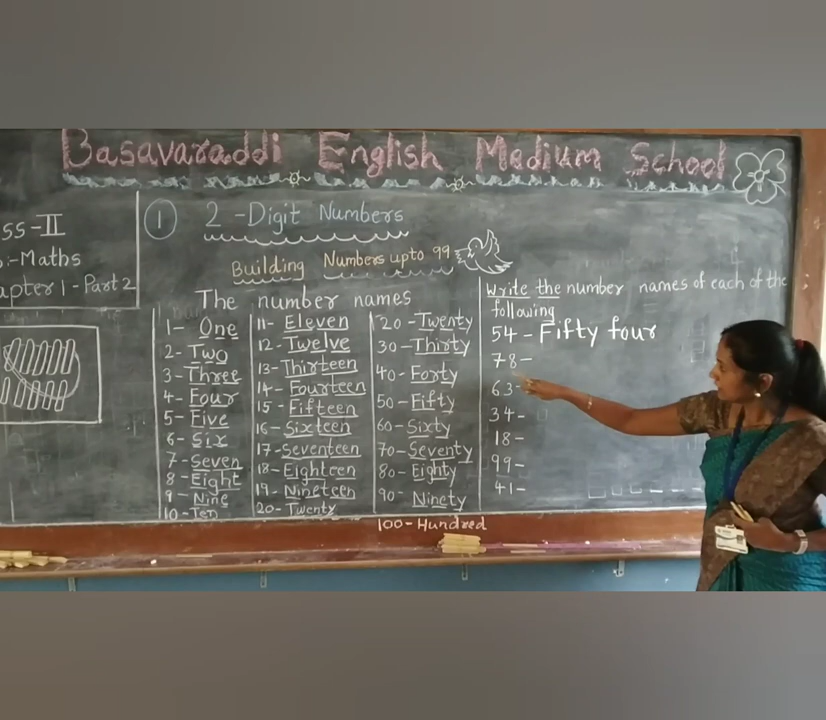 Basavaraddi English Medium School
ss-II
:-Maths
apter 1-Part 2
1 2-Digit Numbers
Building Numbers upto 99
The number names
1- One
2- Two
3- Three
4- Four
5- Five
6- Six
7- Seven
8- Eight
9- Nine
10- Ten
11- Eleven
12- Twelve
13- Thirteen
14- Fourteen
15- Fifteen
16- Sixteen
17- Seventeen
18- Eighteen
19- Nineteen
20- Twenty
20- Twenty
30- Thirty
40- Forty
50- Fifty
60- Sixty
70- Seventy
80- Eighty
90- Ninety
100- Hundred
Write the number names of each of the
following
54 - Fifty four
78-
63-
34-
18-
99-
41-